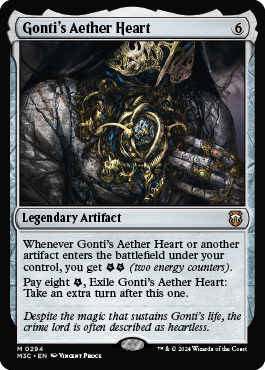 Gonti's Aether Heart 6
Legendary Artifact
Whenever Gonti's Aether Heart or another
artifact enters the battlefield under your
control, you get (two energy counters).
Pay eight , Exile Gonti's Aether Heart:
Take an extra turn after this one.
Despite the magic that sustains Gonti's life, the
crime lord is often described as heartless.
M 0294
M3C • EN VINCENT PROCE
™ & © 2024 Wizards of the Coast